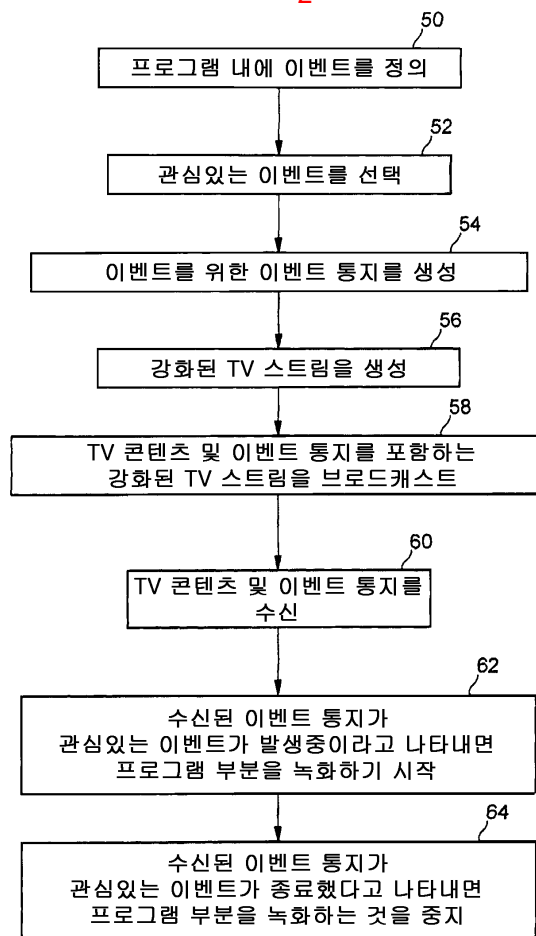 2
50
프로그램 내에 이벤트를 정의
52
관심있는 이벤트를 선택
54
이벤트를 위한 이벤트 통지를 생성
56
강화된 TV 스트림을 생성
58
TV 콘텐츠 및 이벤트 통지를 포함하는
강화된 TV 스트림을 브로드캐스트
60
TV 콘텐츠 및 이벤트 통지를
수신
62
수신된 이벤트 통지가
관심있는 이벤트가 발생중이라고 나타내면
프로그램 부분을 녹화하기 시작
64
수신된 이벤트 통지가
관심있는 이벤트가 종료했다고 나타내면
프로그램 부분을 녹화하는 것을 중지